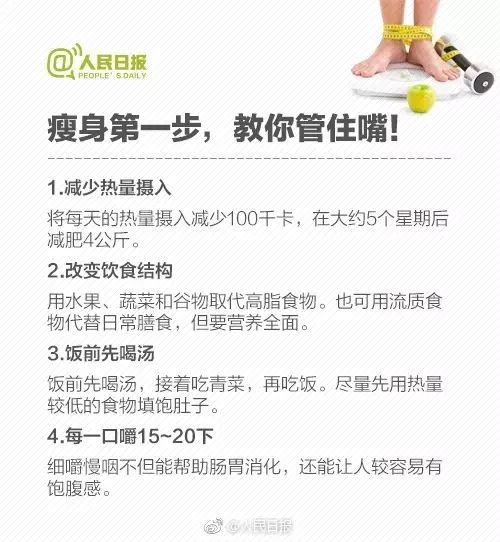 @人民日报
PEOPLE'S DAILY
瘦身第一步，教你管住嘴！
1.减少热量摄入
将每天的热量摄入减少100千卡，在大约5个星期后
减肥4公斤。
2.改变饮食结构
用水果、蔬菜和谷物取代高脂食物。也可用流质食
物代替日常膳食，但要营养全面。
3.饭前先喝汤
饭前先喝汤，接着吃青菜，再吃饭。尽量先用热量
较低的食物填饱肚子。
4.每一口嚼15~20下
细嚼慢咽不但能帮助肠胃消化，还能让人较容易有
饱腹感。
@人民日报